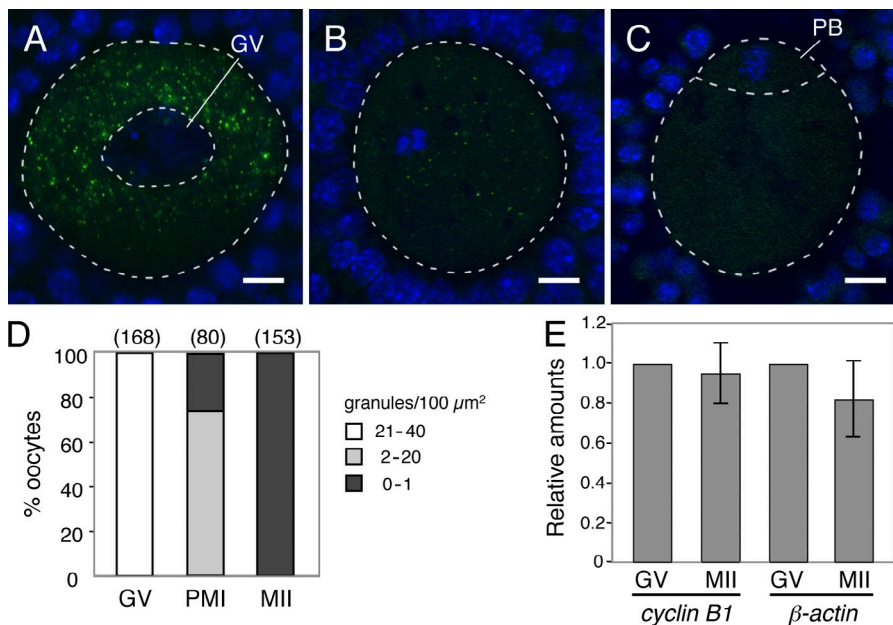 A
GV
B
C
PB
D
(168) (80) (153)
100
80
60
40
20
0
% oocytes
GV PMI MII
granules/100 µm²
21-40
2-20
0-1
E
1.2
1.0
0.8
0.6
0.4
0.2
0
Relative amounts
GV MII GV MII
cyclin B1 β-actin